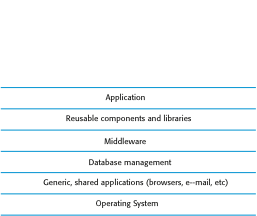 Application
Reusable components and libraries
Middleware
Database management
Generic, shared applications (browsers, e--mail, etc)
Operating System